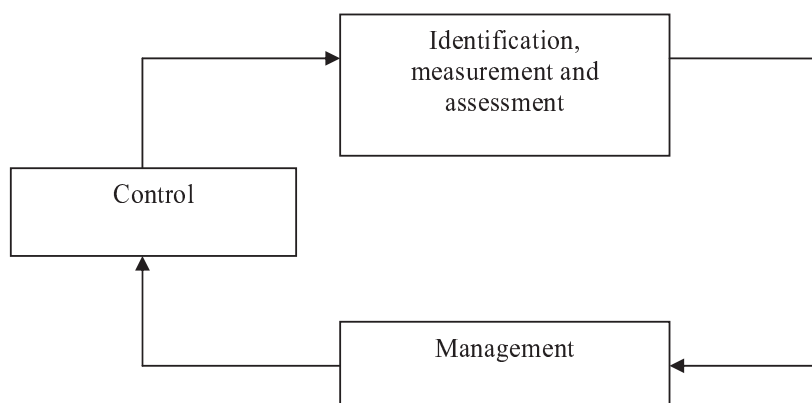 Identification,
measurement and
assessment
Control
Management